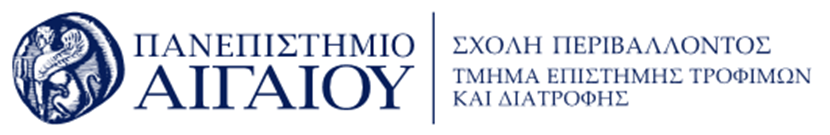 ΠΑΝΕΠΙΣΤΗΜΙΟ
ΑΙΓΑΙΟΥ
ΣΧΟΛΗ ΠΕΡΙΒΑΛΛΟΝΤΟΣ
ΤΜΗΜΑ ΕΠΙΣΤΗΜΗΣ ΤΡΟΦΙΜΩΝ
ΚΑΙ ΔΙΑΤΡΟΦΗΣ